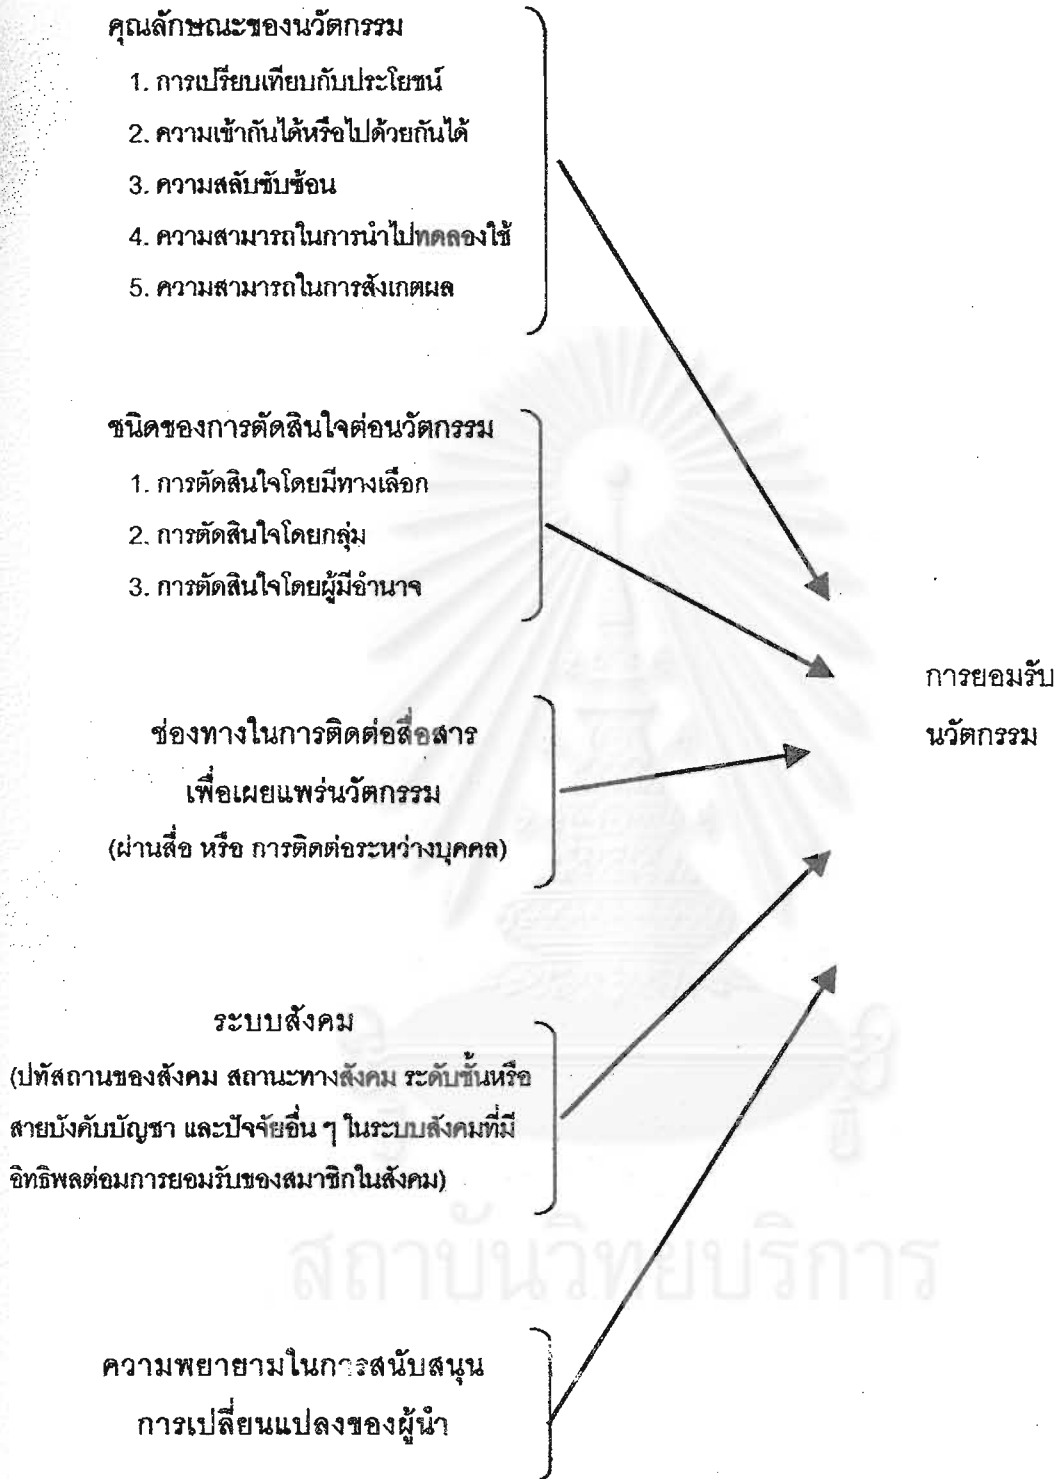 คุณลักษณะของนวัตกรรม
1. การเปรียบเทียบกับประโยชน์
2. ความเข้ากันได้หรือไปด้วยกันได้
3. ความสลับซับซ้อน
4. ความสามารถในการนำไปทดลองใช้
5. ความสามารถในการสังเกตผล
ชนิดของการตัดสินใจต่อนวัตกรรม
1. การตัดสินใจโดยมีทางเลือก
2. การตัดสินใจโดยกลุ่ม
3. การตัดสินใจโดยผู้มีอำนาจ
การยอมรับ
นวัตกรรม
ช่องทางในการติดต่อสื่อสาร
เพื่อเผยแพร่นวัตกรรม
(ผ่านสื่อ หรือ การติดต่อระหว่างบุคคล)
ระบบสังคม
(ปทัสถานของสังคม สถานะทางสังคม ระดับชั้นหรือ
สายบังคับบัญชา และปัจจัยอื่น ๆ ในระบบสังคมที่มี
อิทธิพลต่อมการยอมรับของสมาชิกในสังคม)
สถาบันวิทยบริการ
ความพยายามในการสนับสนุน
การเปลี่ยนแปลงของผู้นำ